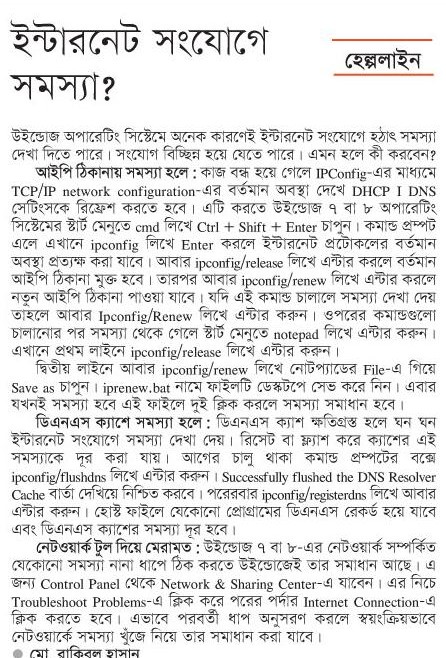 ইন্টারনেট সংযোগে
সমস্যা?
হেল্পলাইন
উইন্ডোজ অপারেটিং সিস্টেমে অনেক কারণেই ইন্টারনেট সংযোগে হঠাৎ সমস্যা
দেখা দিতে পারে। সংযোগ বিচ্ছিন্ন হয়ে যেতে পারে। এমন হলে কী করবেন?
আইপি ঠিকানায় সমস্যা হলে : কাজ বন্ধ হয়ে গেলে IPConfig-এর মাধ্যমে
TCP/IP network configuration-এর বর্তমান অবস্থা দেখে DHCP I DNS
সেটিংসকে রিফ্রেশ করতে হবে। এটি করতে উইন্ডোজ ৭ বা ৮ অপারেটিং
সিস্টেমের স্টার্ট মেনুতে cmd লিখে Ctrl + Shift + Enter চাপুন। কমান্ড প্রম্পট
এলে এখানে ipconfig লিখে Enter করলে ইন্টারনেট প্রটোকলের বর্তমান
অবস্থা প্রত্যক্ষ করা যাবে। আবার ipconfig/release লিখে এন্টার করলে বর্তমান
আইপি ঠিকানা মুক্ত হবে। তারপর আবার ipconfig/renew লিখে এন্টার করলে
নতুন আইপি ঠিকানা পাওয়া যাবে। যদি এই কমান্ড চালালে সমস্যা দেখা দেয়
তাহলে আবার Ipconfig/Renew লিখে এন্টার করুন। ওপরের কমান্ডগুলো
চালানোর পর সমস্যা থেকে গেলে স্টার্ট মেনুতে notepad লিখে এন্টার করুন।
এখানে প্রথম লাইনে ipconfig/release লিখে এন্টার করুন।
দ্বিতীয় লাইনে আবার ipconfig/renew লিখে নোটপ্যাডের File-এ গিয়ে
Save as চাপুন। iprenew.bat নামে ফাইলটি ডেস্কটপে সেভ করে নিন। এবার
যখনই সমস্যা হবে এই ফাইলে দুই ক্লিক করলে সমস্যা সমাধান হবে।
ডিএনএস ক্যাশে সমস্যা হলে : ডিএনএস ক্যাশ ক্ষতিগ্রস্ত হলে ঘন ঘন
ইন্টারনেট সংযোগে সমস্যা দেখা দেয়। রিসেট বা ফ্ল্যাশ করে ক্যাশের এই
সমস্যাকে দূর করা যায়। আগের চালু থাকা কমান্ড প্রম্পটের বক্সে
ipconfig/flushdns লিখে এন্টার করুন। Successfully flushed the DNS Resolver
Cache বার্তা দেখিয়ে নিশ্চিত করবে। পরেরবার ipconfig/registerdns লিখে আবার
এন্টার করুন। হোস্ট ফাইলে যেকোনো প্রোগ্রামের ডিএনএস রেকর্ড হয়ে যাবে
এবং ডিএনএস ক্যাশের সমস্যা দূর হবে।
নেটওয়ার্ক টুল দিয়ে মেরামত : উইন্ডোজ ৭ বা ৮-এর নেটওয়ার্ক সম্পর্কিত
যেকোনো সমস্যা নানা ধাপে ঠিক করতে উইন্ডোজেই তার সমাধান আছে। এ
জন্য Control Panel থেকে Network & Sharing Center-এ যাবেন। এর নিচে
Troubleshoot Problems-এ ক্লিক করে পরের পর্দার Internet Connection-এ
ক্লিক করতে হবে। এভাবে পরবর্তী ধাপ অনুসরণ করলে স্বয়ংক্রিয়ভাবে
নেটওয়ার্কে সমস্যা খুঁজে নিয়ে তার সমাধান করা যাবে।
● মো. রাকিবুল হাসান